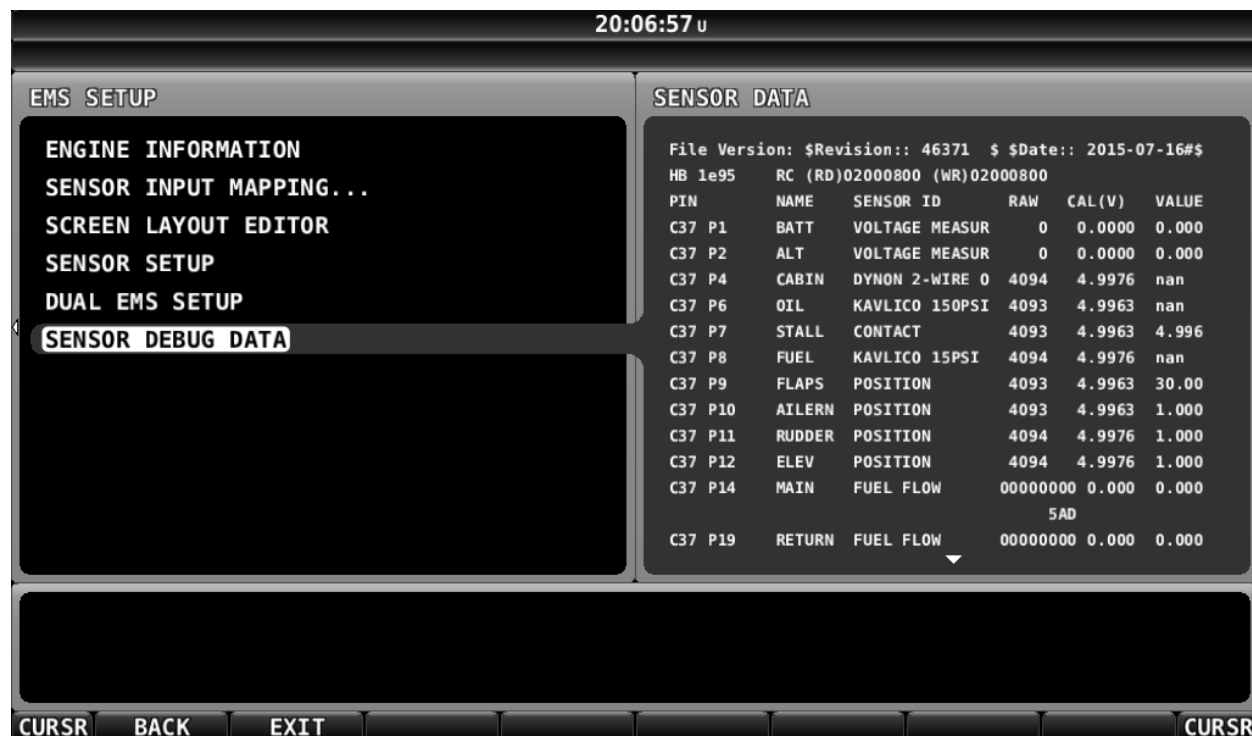 20:06:57 U
EMS SETUP
ENGINE INFORMATION
SENSOR INPUT MAPPING...
SCREEN LAYOUT EDITOR
SENSOR SETUP
DUAL EMS SETUP
SENSOR DEBUG DATA
SENSOR DATA
File Version: $Revision:: 46371 $ $Date:: 2015-07-16#$
HB 1e95 RC (RD)02000800 (WR)02000800
PIN NAME SENSOR ID RAW CAL(V) VALUE
C37 P1 BATT VOLTAGE MEASUR 0 0.0000 0.000
C37 P2 ALT VOLTAGE MEASUR 0 0.0000 0.000
C37 P4 CABIN DYNON 2-WIRE O 4094 4.9976 nan
C37 P6 OIL KAVLICO 150PSI 4093 4.9963 nan
C37 P7 STALL CONTACT 4093 4.9963 4.996
C37 P8 FUEL KAVLICO 15PSI 4094 4.9976 nan
C37 P9 FLAPS POSITION 4093 4.9963 30.00
C37 P10 AILERN POSITION 4093 4.9963 1.000
C37 P11 RUDDER POSITION 4094 4.9976 1.000
C37 P12 ELEV POSITION 4094 4.9976 1.000
C37 P14 MAIN FUEL FLOW 00000000 0.000 0.000
5AD
C37 P19 RETURN FUEL FLOW 00000000 0.000 0.000
CURSR BACK EXIT CURSR